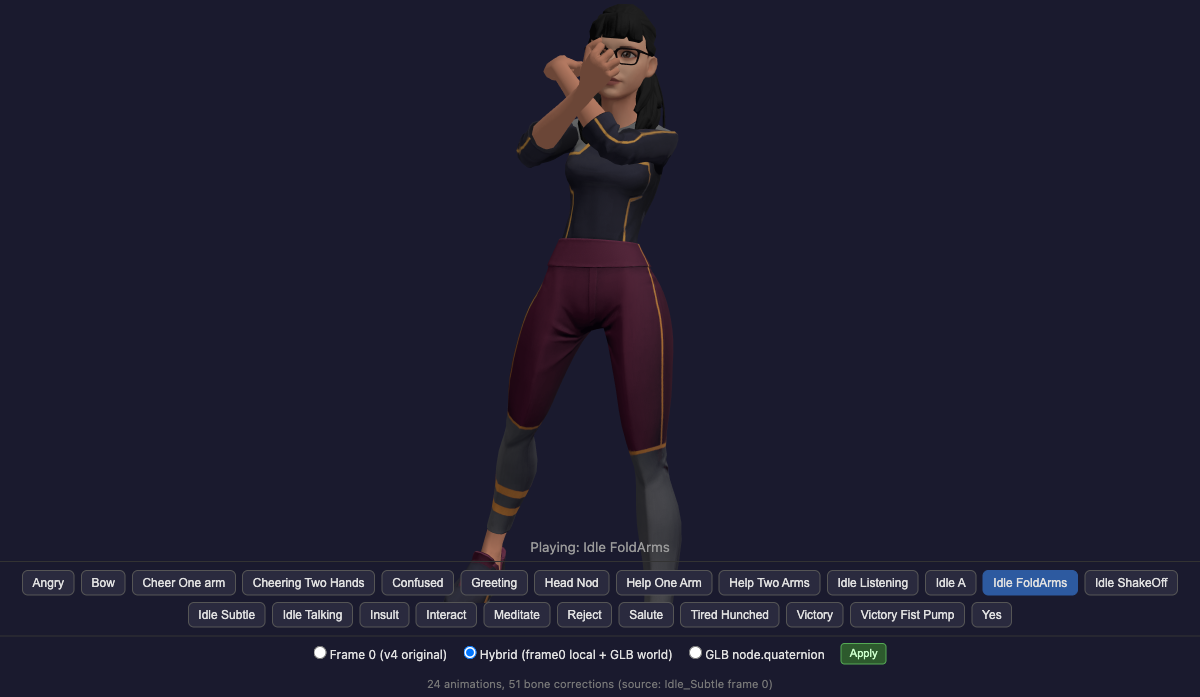 Playing: Idle FoldArms
Angry Bow Cheer One arm Cheering Two Hands Confused Greeting Head Nod Help One Arm Help Two Arms Idle Listening Idle A Idle FoldArms Idle ShakeOff
Idle Subtle Idle Talking Insult Interact Meditate Reject Salute Tired Hunched Victory Victory Fist Pump Yes
Frame 0 (v4 original) Hybrid (frame0 local + GLB world) GLB node.quaternion Apply
24 animations, 51 bone corrections (source: Idle_Subtle frame 0)